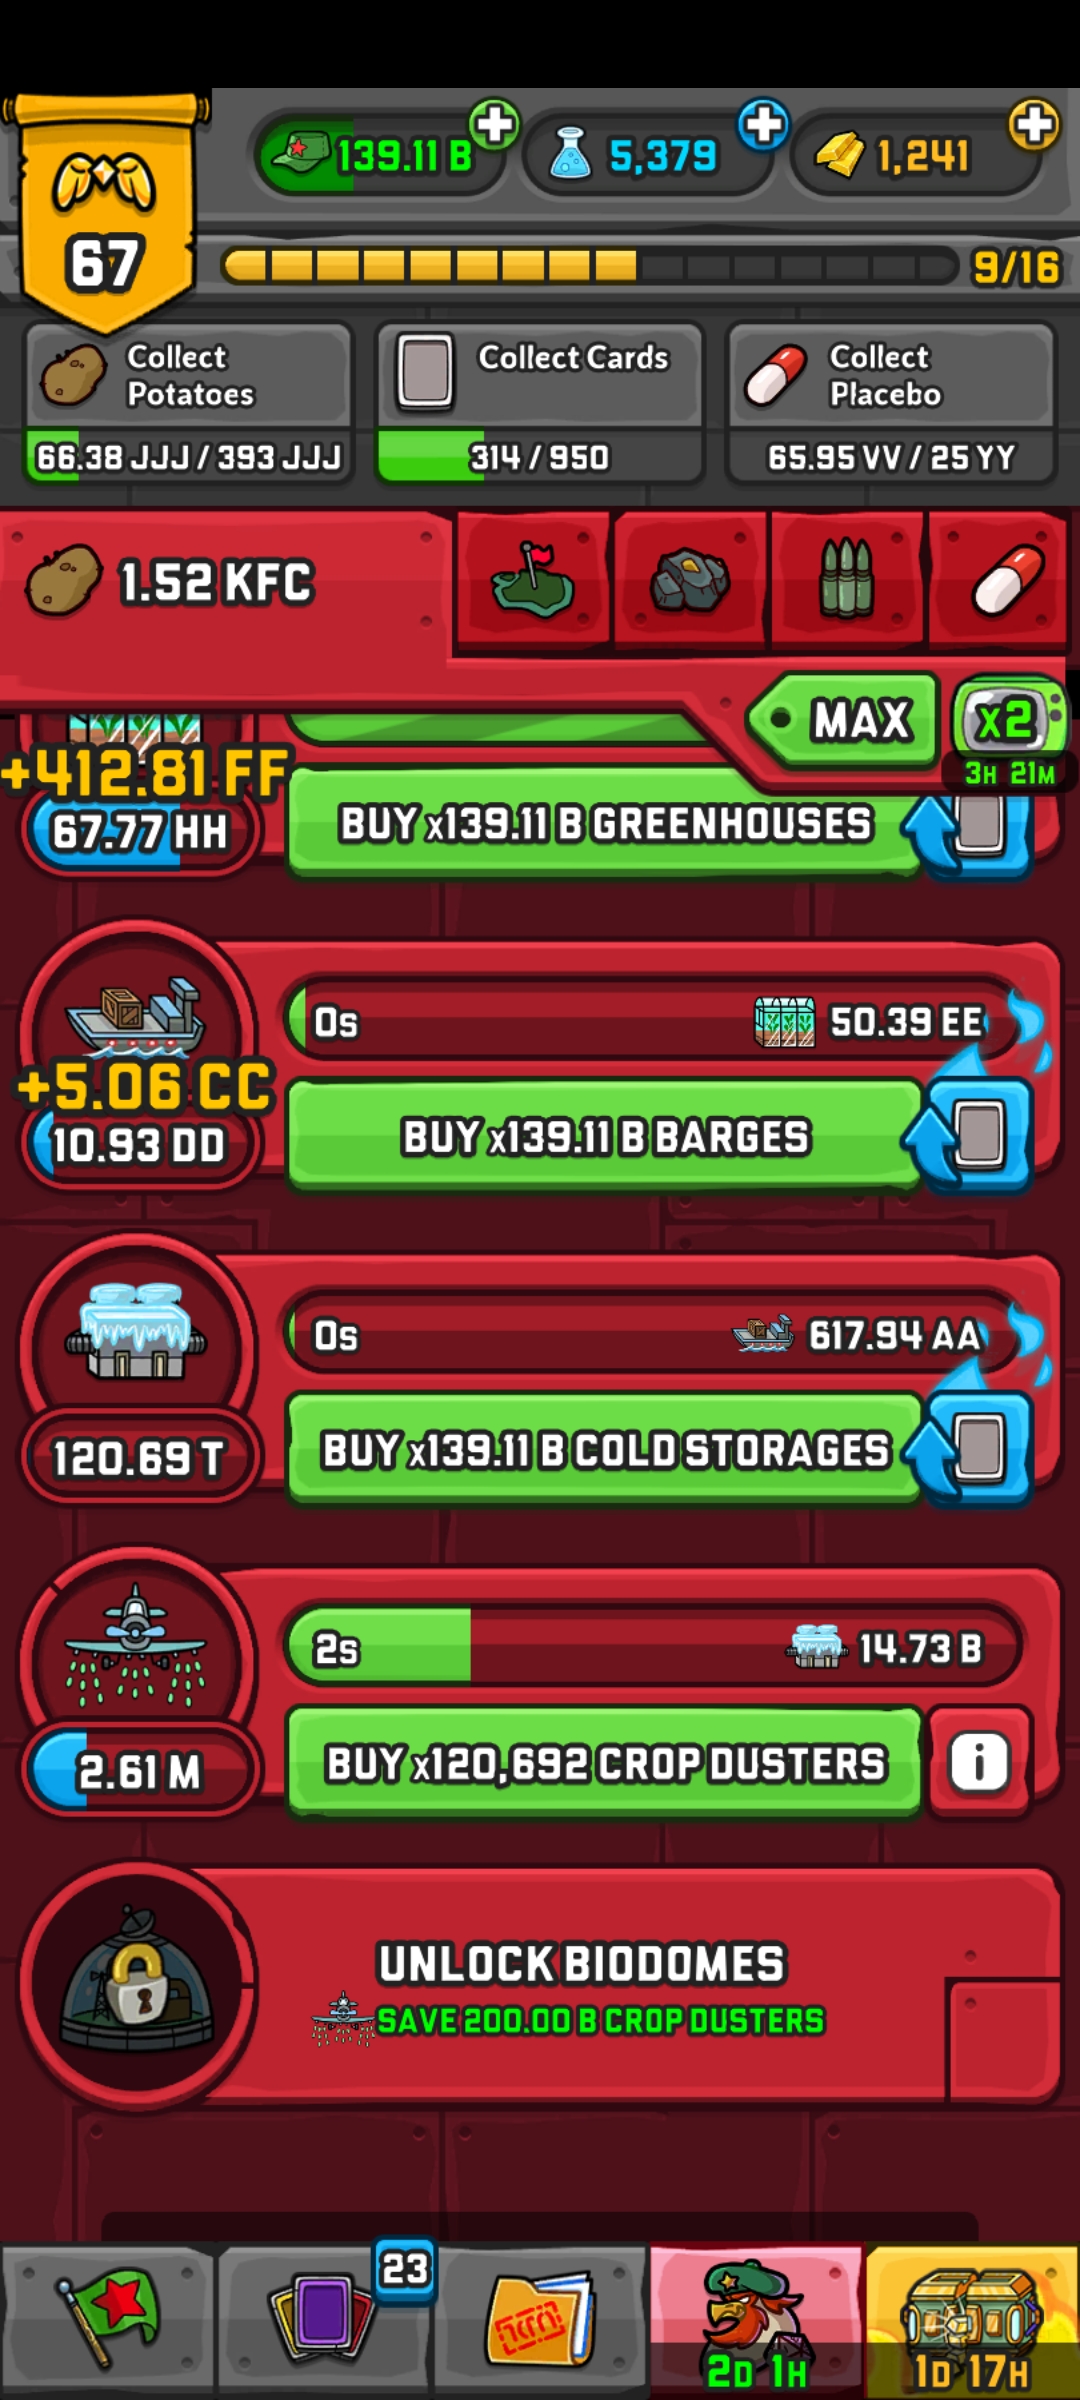 139.11 B
5,379
1,241
67
9/16
Collect
Potatoes
66.38 JJJ / 393 JJJ
Collect Cards
314 / 950
Collect
Placebo
65.95 VV / 25 YY
1.52 KFC
MAX
x2
3H 21M
+412.81 FF
67.77 HH
BUY x139.11 B GREENHOUSES
0s
50.39 EE
+5.06 CC
10.93 DD
BUY x139.11 B BARGES
0s
617.94 AA
120.69 T
BUY x139.11 B COLD STORAGES
2s
14.73 B
2.61 M
BUY x120,692 CROP DUSTERS
i
UNLOCK BIODOMES
SAVE 200.00 B CROP DUSTERS
23
2D 1H
1D 17H